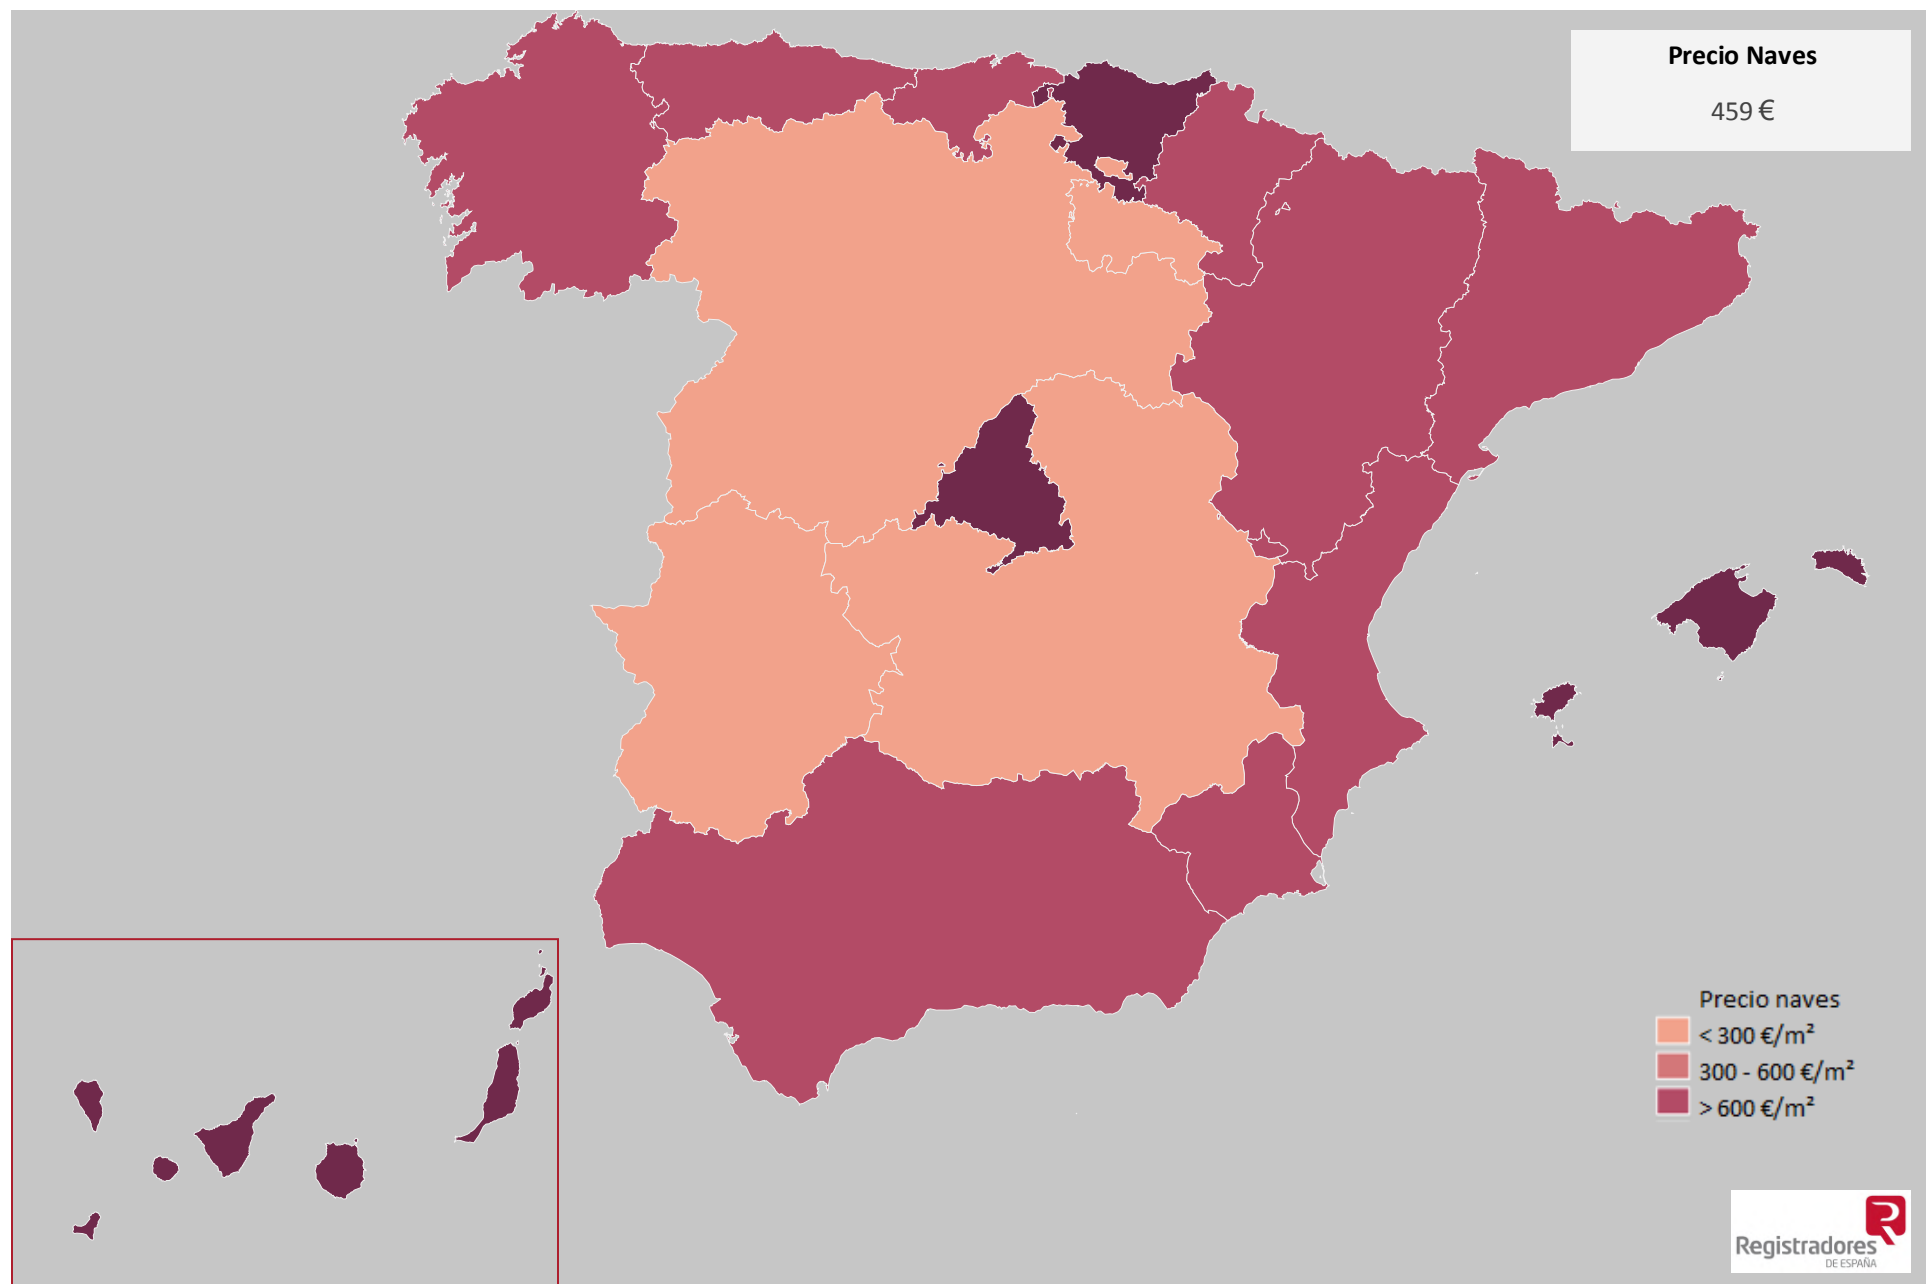 Precio Naves
459 €
Precio naves
< 300 €/m²
300 - 600 €/m²
> 600 €/m²
Registradores
DE ESPAÑA